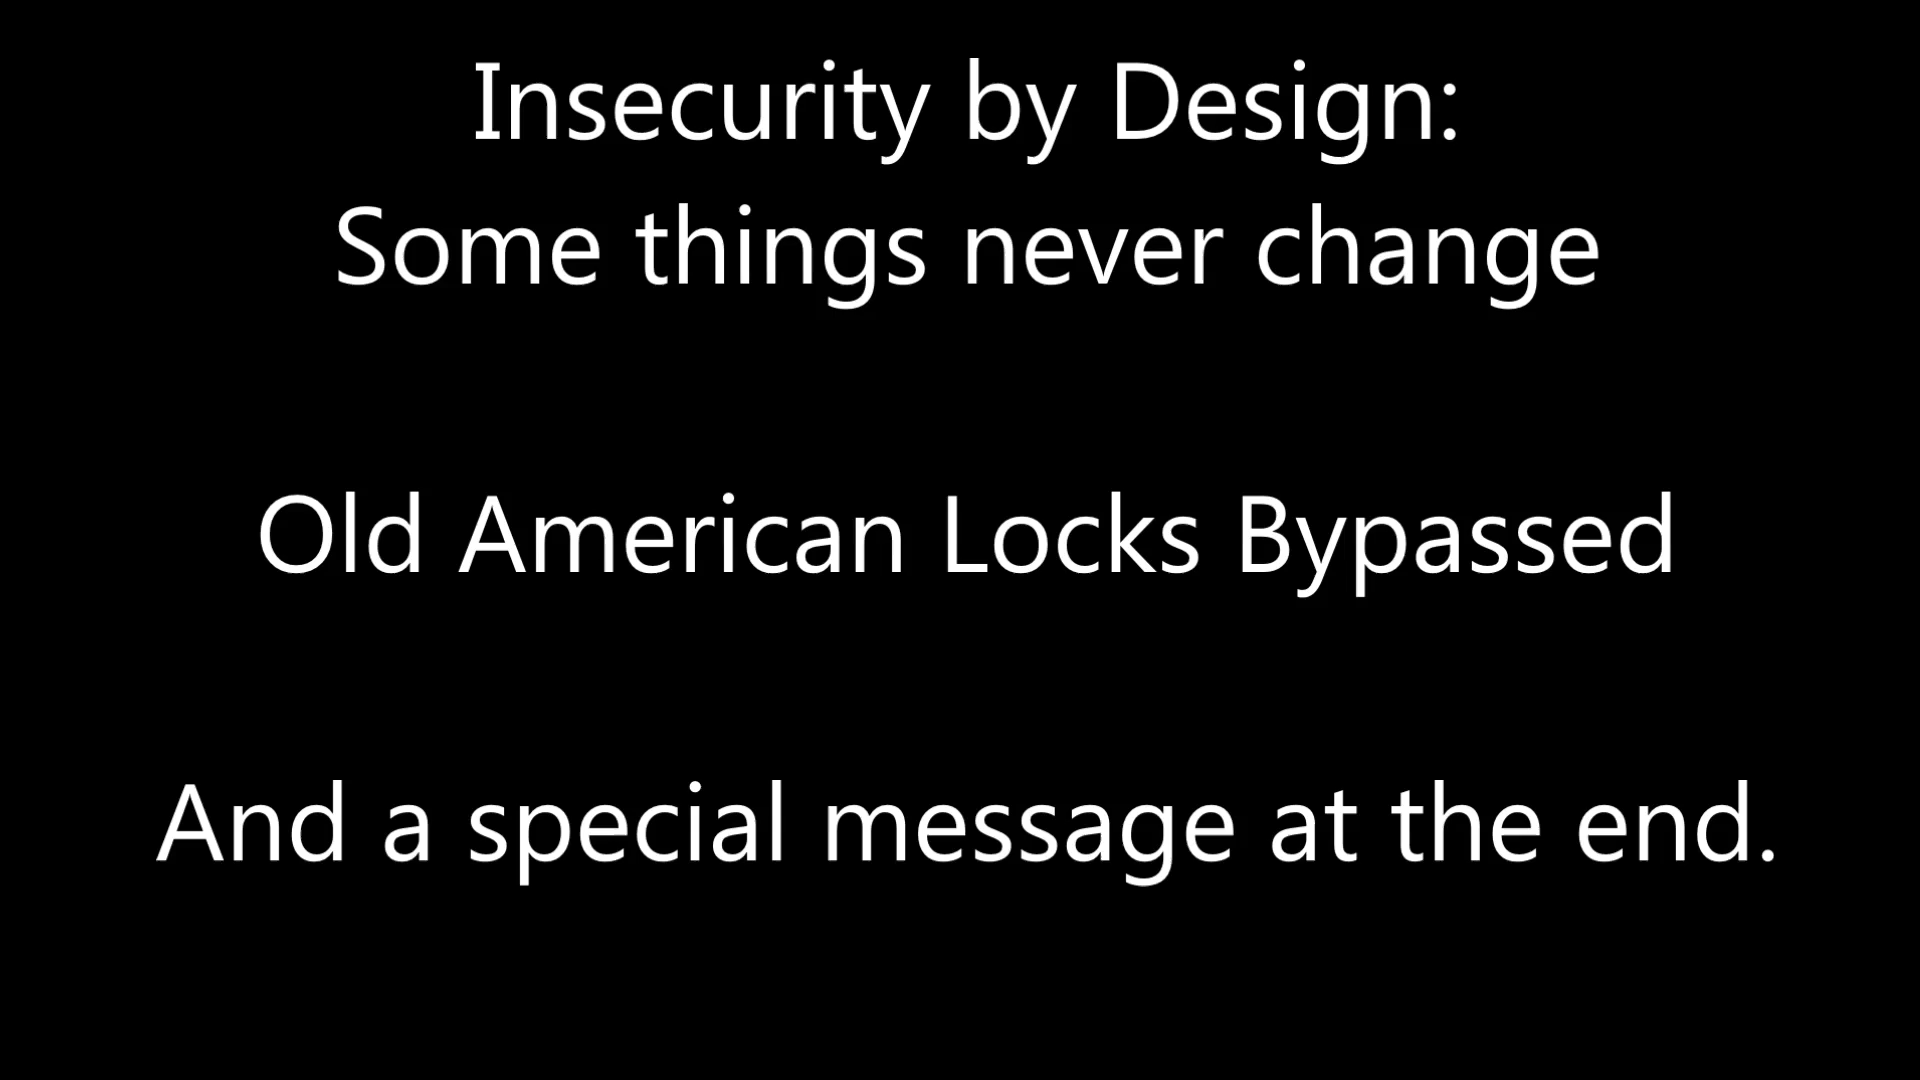 Insecurity by Design:
Some things never change
Old American Locks Bypassed
And a special message at the end.